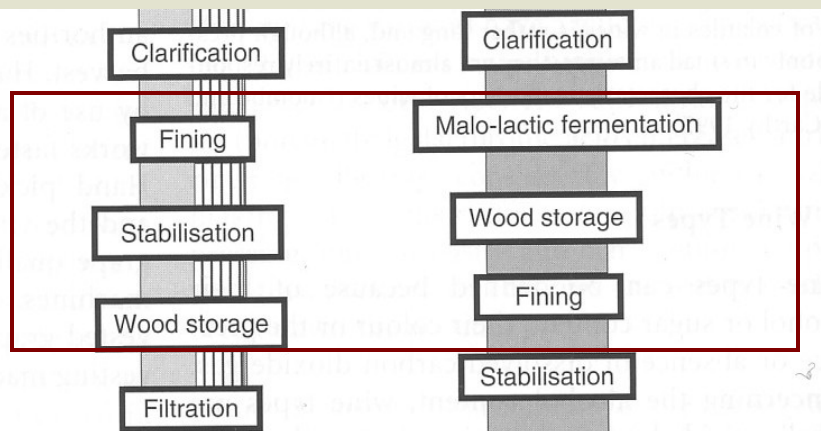 Clarification
Fining
Stabilisation
Wood storage
Filtration
Clarification
Malo-lactic fermentation
Wood storage
Fining
Stabilisation